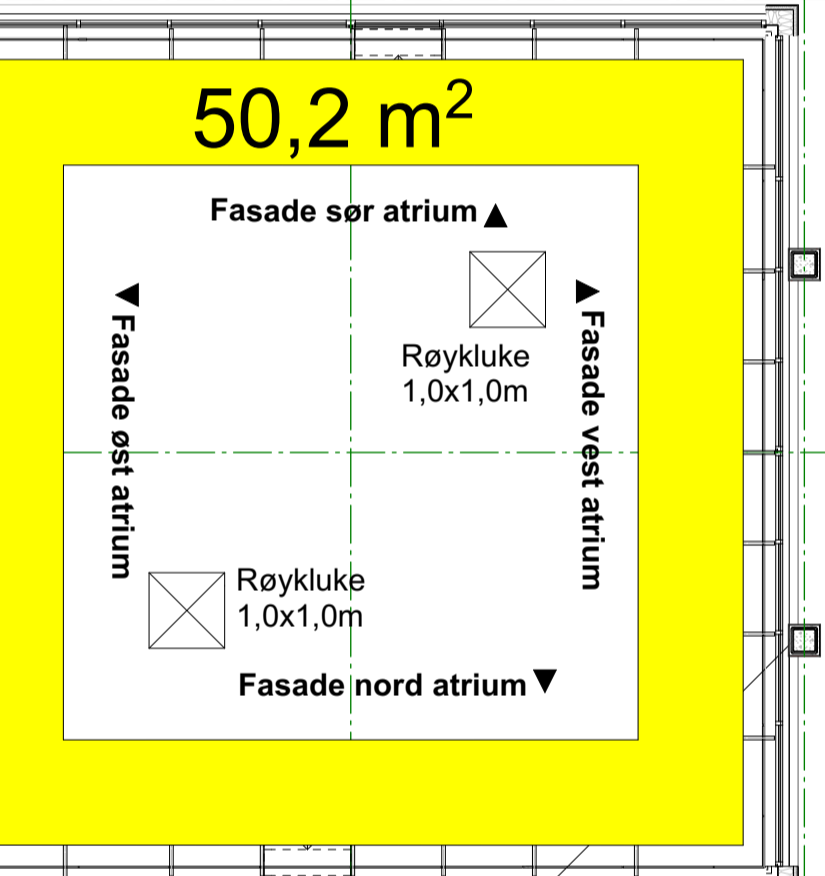 50,2 m²
Fasade sør atrium
Fasade øst atrium
Røykluke
1,0x1,0m
Fasade vest atrium
Røykluke
1,0x1,0m
Fasade nord atrium